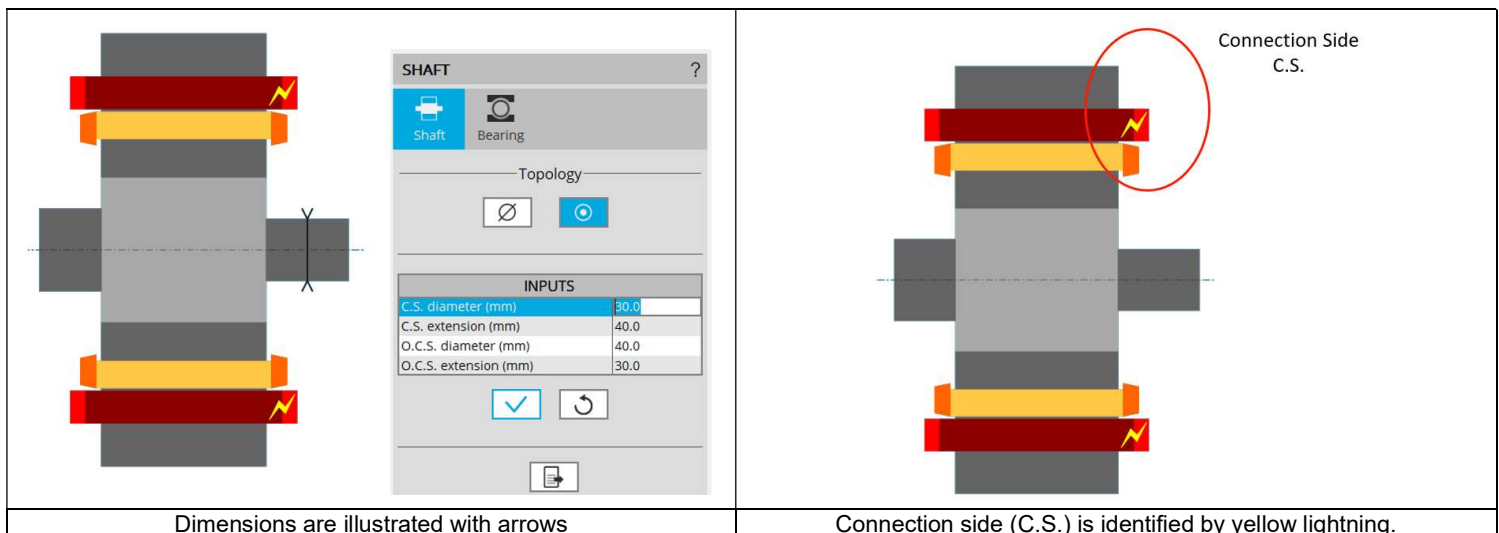 SHAFT ?
Shaft Bearing
Topology
INPUTS
C.S. diameter (mm) 30.0
C.S. extension (mm) 40.0
O.C.S. diameter (mm) 40.0
O.C.S. extension (mm) 30.0
Dimensions are illustrated with arrows
Connection Side
C.S.
Connection side (C.S.) is identified by yellow lightning.